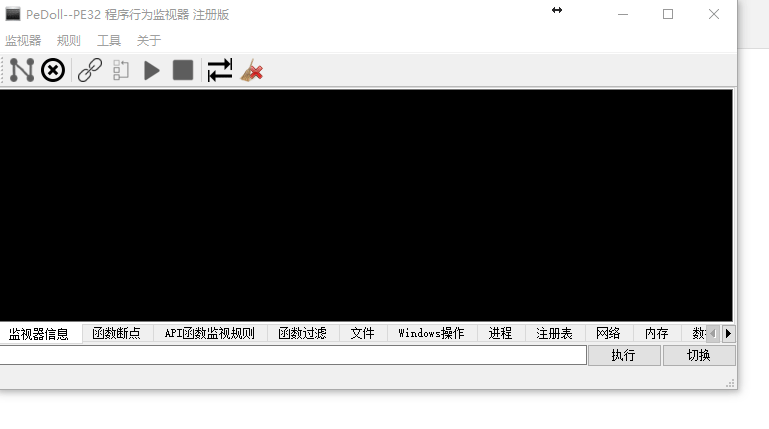 PeDoll--PE32 程序行为监视器 注册版
监视器 规则 工具 关于
监视器信息 函数断点 API函数监视规则 函数过滤 文件 Windows操作 进程 注册表 网络 内存 数
执行 切换